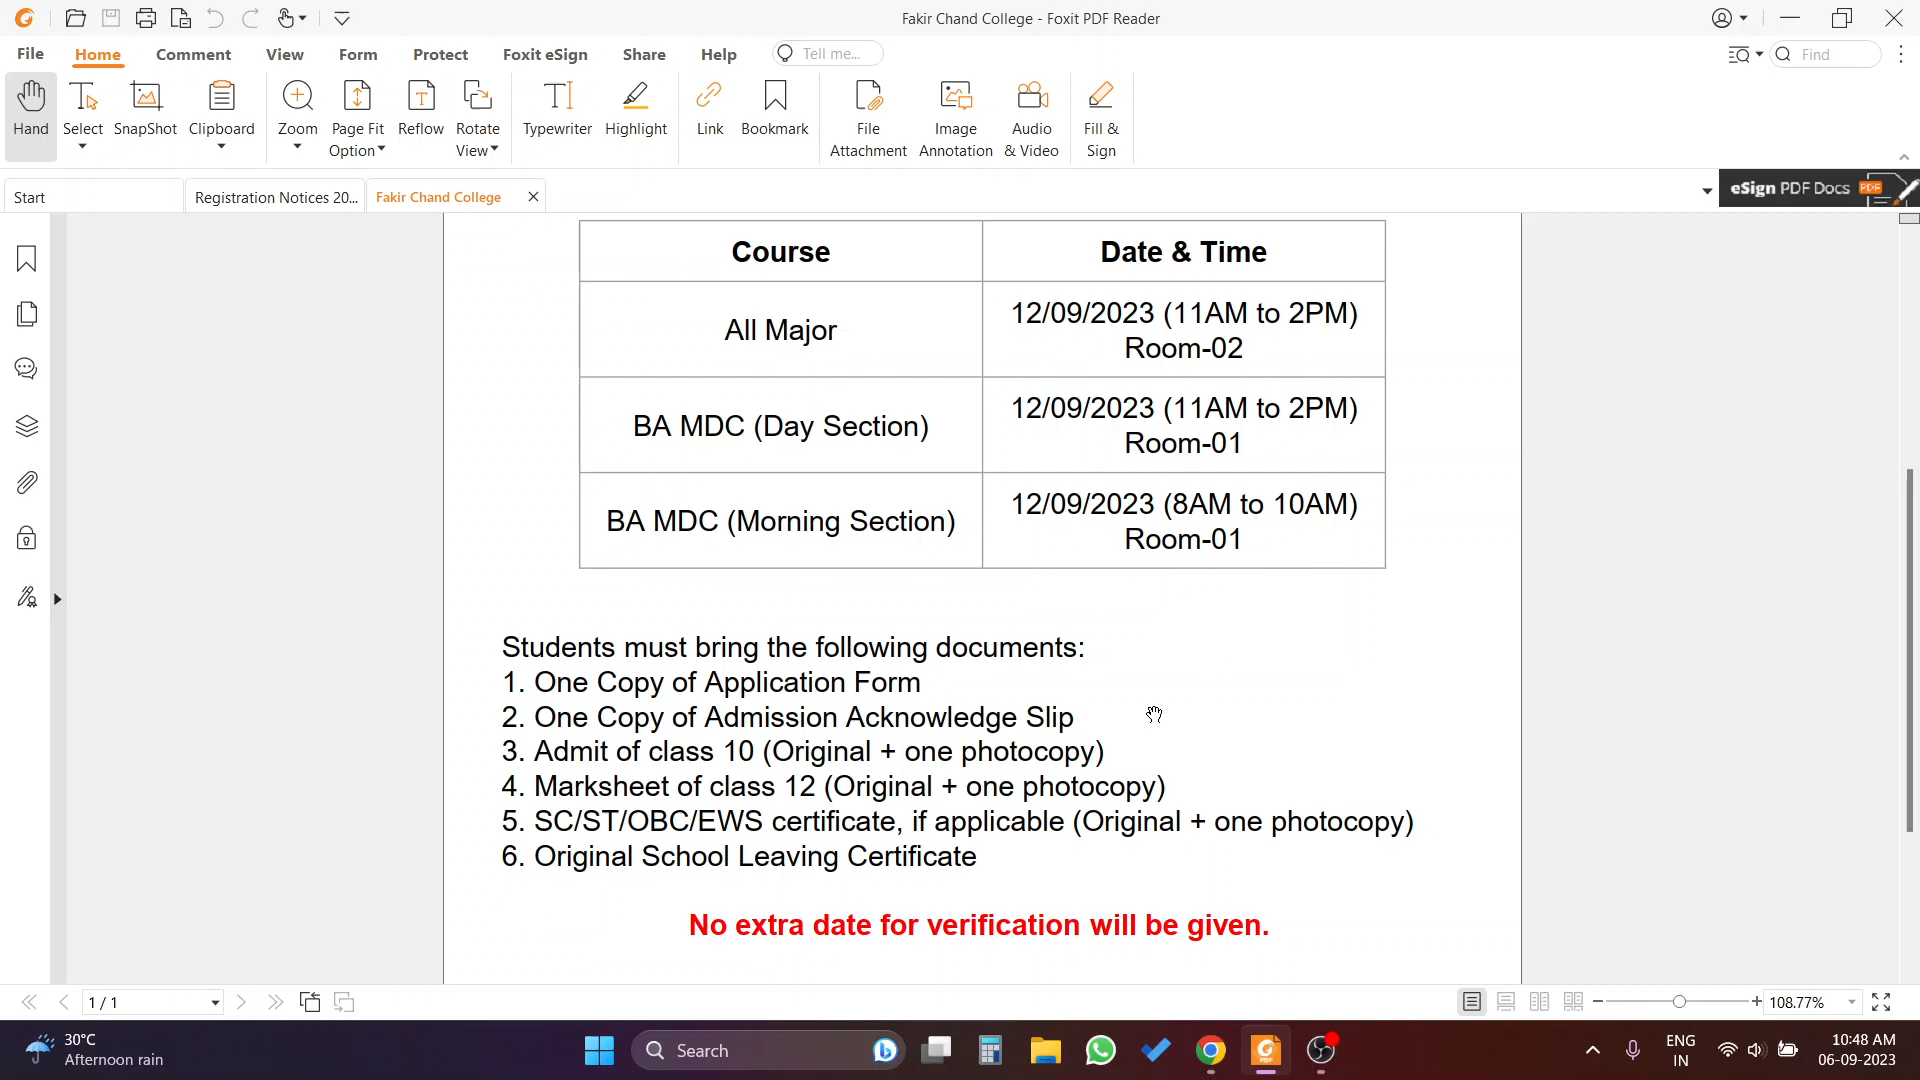 Fakir Chand College - Foxit PDF Reader
File Home Comment View Form Protect Foxit eSign Share Help Tell me... Find
Hand Select SnapShot Clipboard Zoom Page Fit Option Reflow Rotate View Typewriter Highlight Link Bookmark File Attachment Image Annotation Audio & Video Fill & Sign
Start Registration Notices 20... Fakir Chand College eSign PDF Docs PDF
Course Date & Time
All Major 12/09/2023 (11AM to 2PM)
Room-02
BA MDC (Day Section) 12/09/2023 (11AM to 2PM)
Room-01
BA MDC (Morning Section) 12/09/2023 (8AM to 10AM)
Room-01
Students must bring the following documents:
1. One Copy of Application Form
2. One Copy of Admission Acknowledge Slip
3. Admit of class 10 (Original + one photocopy)
4. Marksheet of class 12 (Original + one photocopy)
5. SC/ST/OBC/EWS certificate, if applicable (Original + one photocopy)
6. Original School Leaving Certificate
No extra date for verification will be given.
1 / 1 108.77%
30°C
Afternoon rain
Search
ENG
IN
10:48 AM
06-09-2023